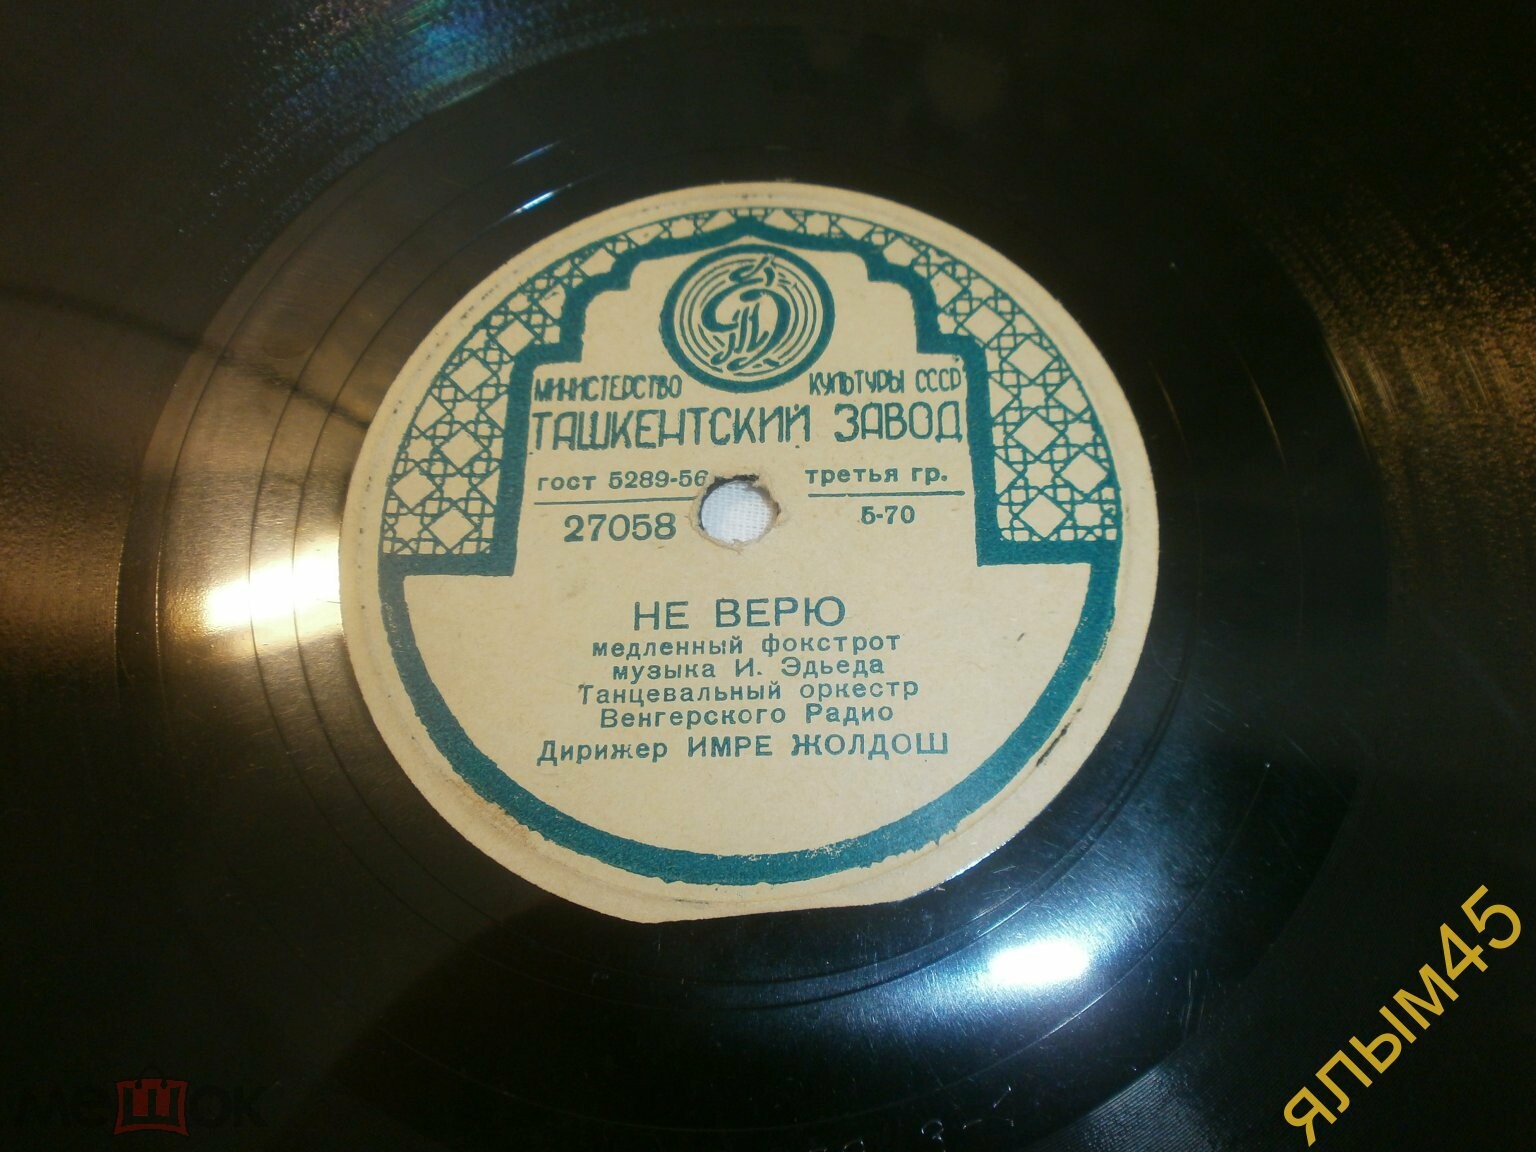 МИНИСТЕРСТВО КУЛЬТУРЫ СССР
ТАШКЕНТСКИЙ ЗАВОД
гост 5289-56 третья гр.
27058 Б-70
НЕ ВЕРЮ
медленный фокстрот
музыка И. Эдьеда
Танцевальный оркестр
Венгерского Радио
Дирижер ИМРЕ ЖОЛДОШ
ЯЛЫМ45
мешок